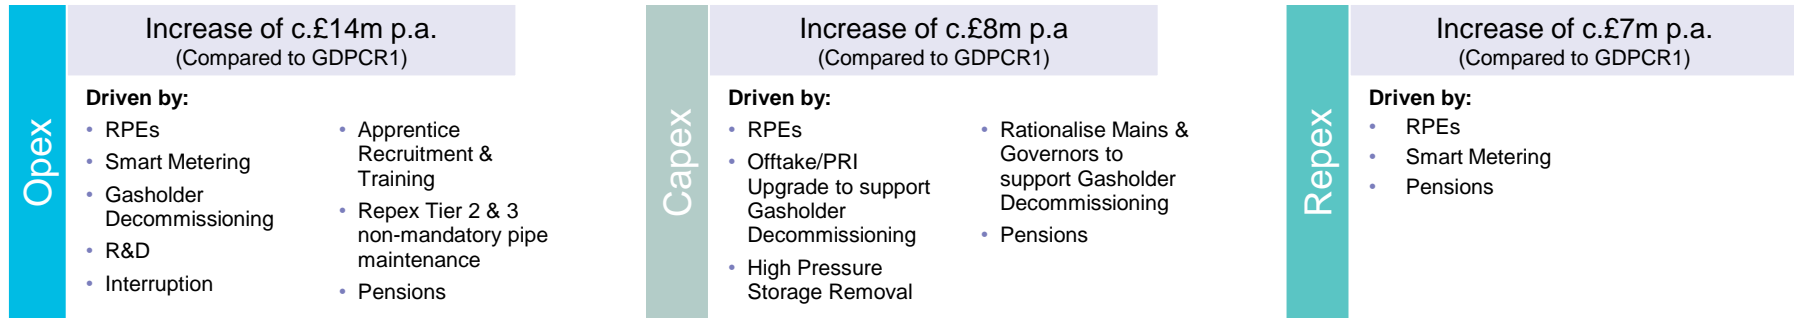 Opex
Increase of c.£14m p.a.
(Compared to GDPCR1)
Driven by:
• RPEs
• Smart Metering
• Gasholder
Decommissioning
• R&D
• Interruption
• Apprentice
Recruitment &
Training
• Repex Tier 2 & 3
non-mandatory pipe
maintenance
• Pensions
Capex
Increase of c.£8m p.a
(Compared to GDPCR1)
Driven by:
• RPEs
• Offtake/PRI
Upgrade to support
Gasholder
Decommissioning
• High Pressure
Storage Removal
• Rationalise Mains &
Governors to
support Gasholder
Decommissioning
• Pensions
Repex
Increase of c.£7m p.a.
(Compared to GDPCR1)
Driven by:
• RPEs
• Smart Metering
• Pensions